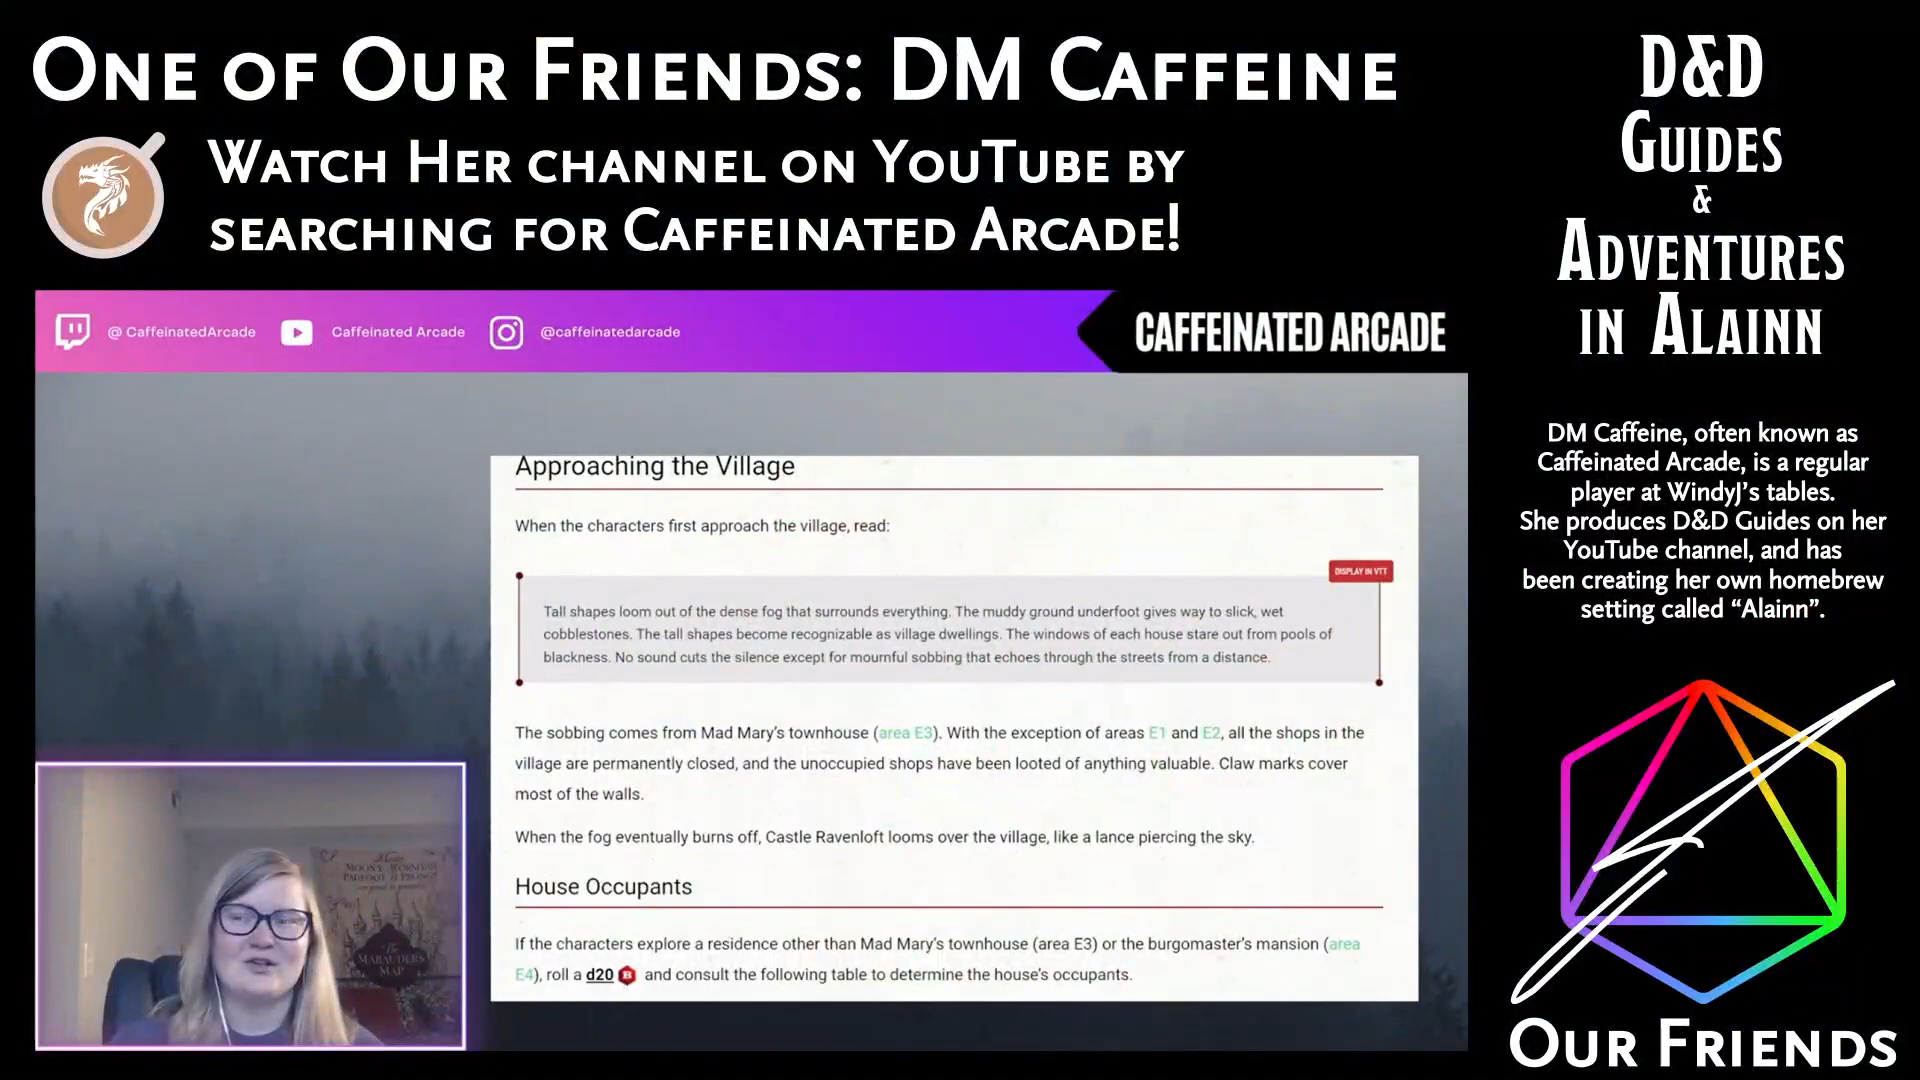 One of Our Friends: DM Caffeine
Watch Her channel on YouTube by
searching for Caffeinated Arcade!
@ CaffeinatedArcade
Caffeinated Arcade
@caffeinatedarcade
CAFFEINATED ARCADE
Approaching the Village
When the characters first approach the village, read:
DISPLAY IN VTT
Tall shapes loom out of the dense fog that surrounds everything. The muddy ground underfoot gives way to slick, wet
cobblestones. The tall shapes become recognizable as village dwellings. The windows of each house stare out from pools of
blackness. No sound cuts the silence except for mournful sobbing that echoes through the streets from a distance.
The sobbing comes from Mad Mary's townhouse (area E3). With the exception of areas E1 and E2, all the shops in the
village are permanently closed, and the unoccupied shops have been looted of anything valuable. Claw marks cover
most of the walls.
When the fog eventually burns off, Castle Ravenloft looms over the village, like a lance piercing the sky.
House Occupants
If the characters explore a residence other than Mad Mary's townhouse (area E3) or the burgomaster's mansion (area
E4), roll a d20 B and consult the following table to determine the house's occupants.
Moony, Wormtail
Padfoot & Prongs
The
Marauder's
Map
D&D
Guides
&
Adventures
in Alainn
DM Caffeine, often known as
Caffeinated Arcade, is a regular
player at WindyJ's tables.
She produces D&D Guides on her
YouTube channel, and has
been creating her own homebrew
setting called “Alainn”.
Our Friends